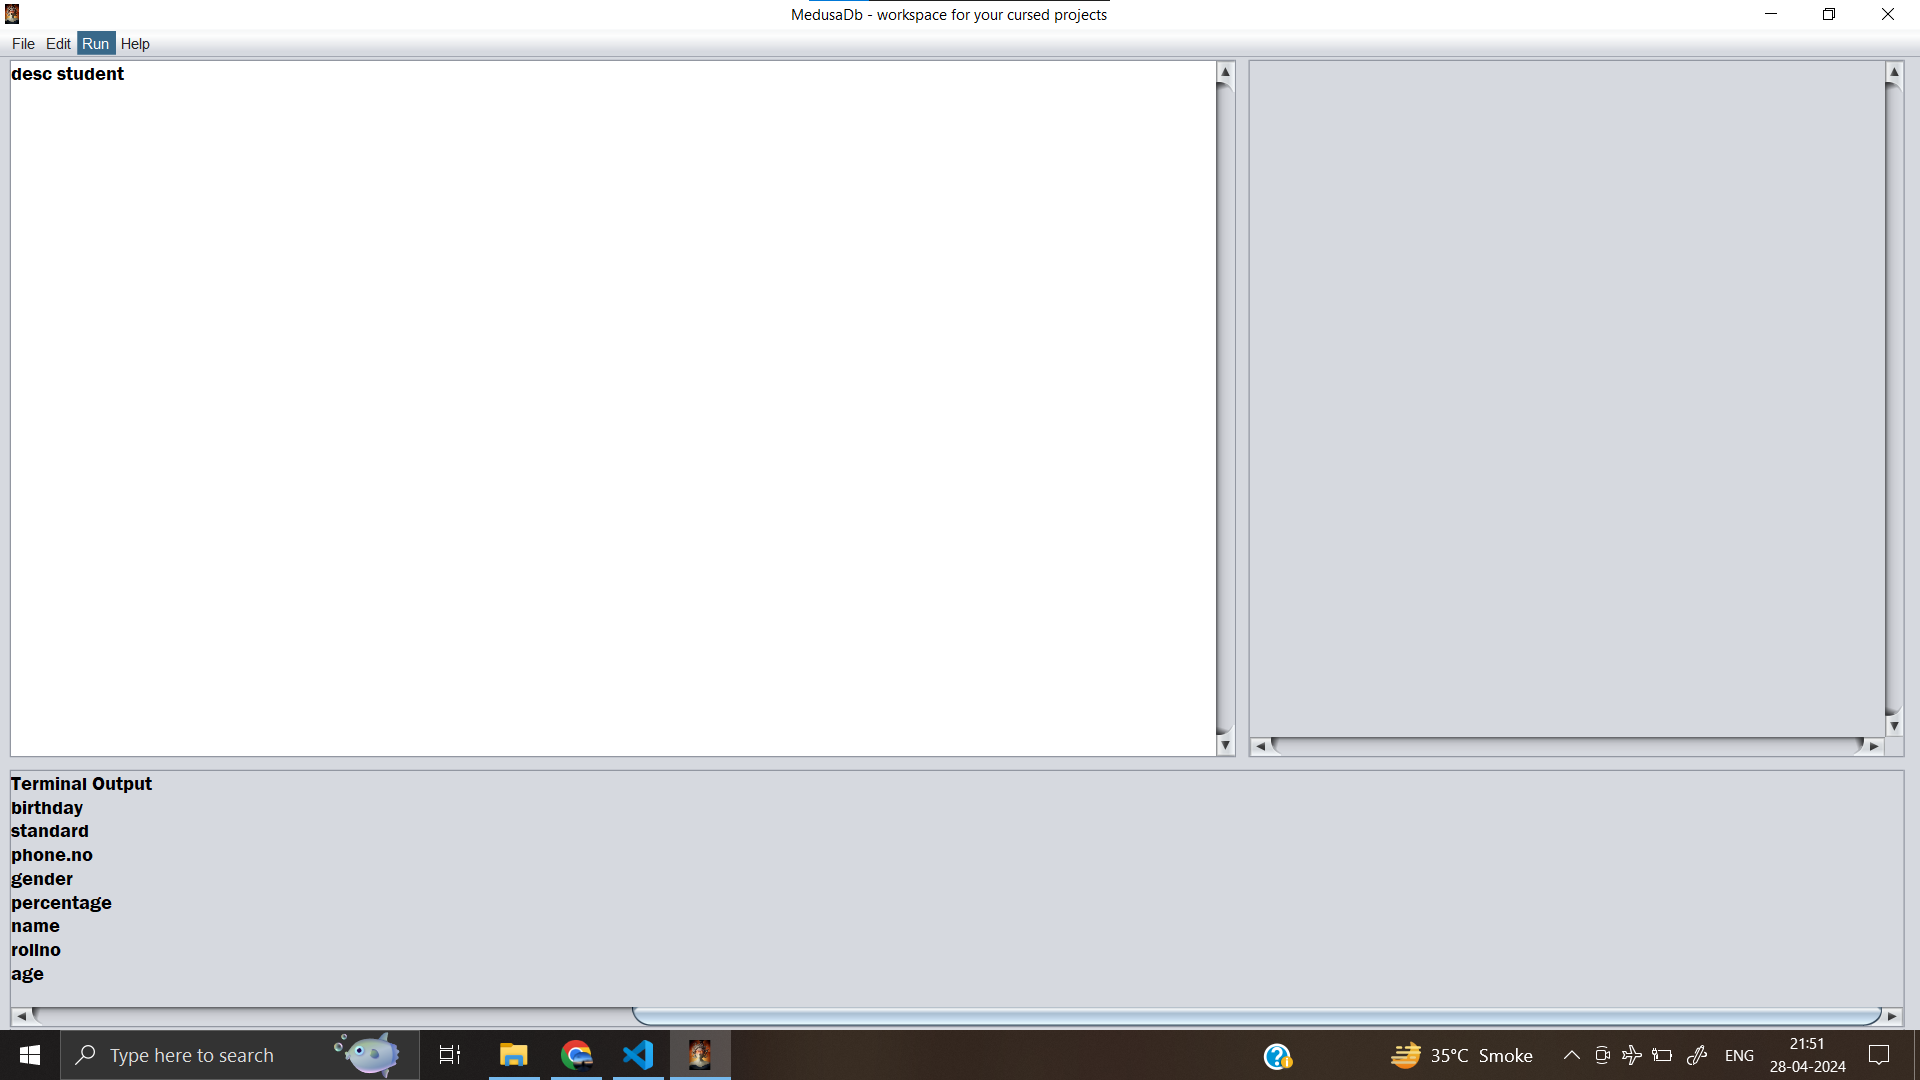 MedusaDb - workspace for your cursed projects
File Edit Run Help
desc student
Terminal Output
birthday
standard
phone.no
gender
percentage
name
rollno
age
Type here to search
35°C Smoke
ENG
21:51
28-04-2024